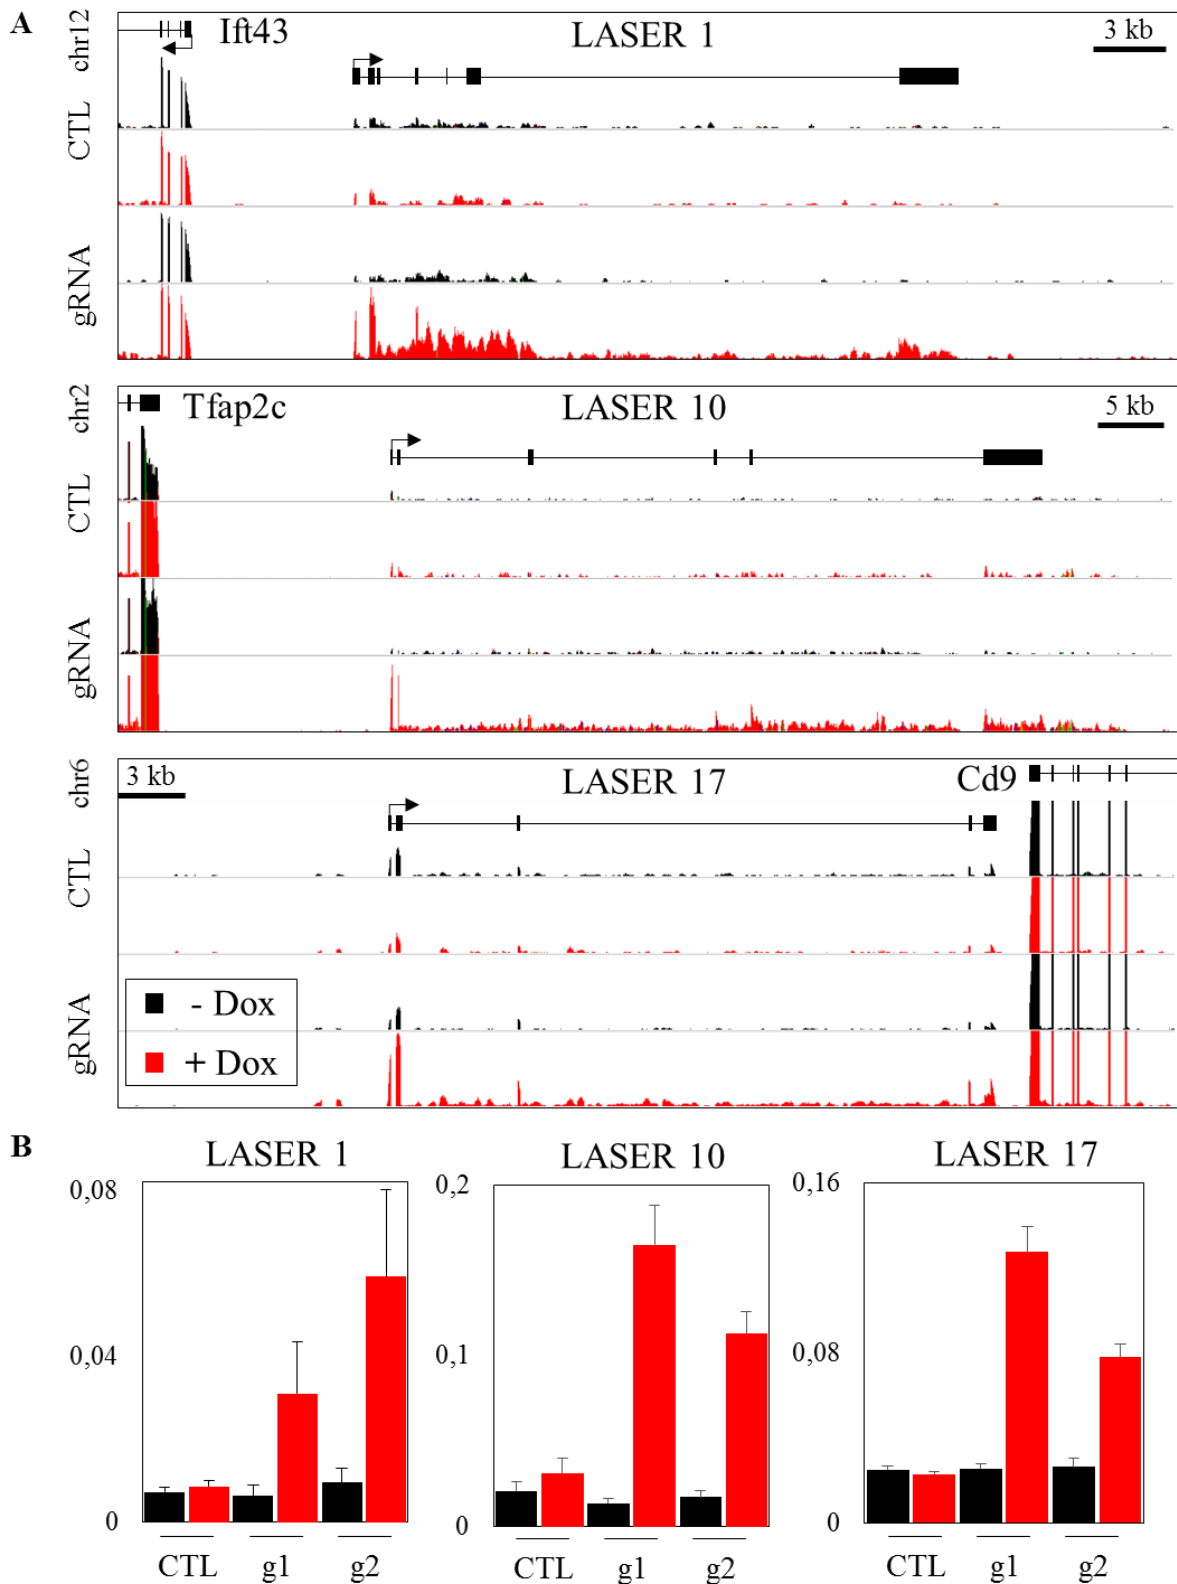 A
chr12
Ift43
LASER 1
3 kb
CTL
gRNA
chr2
Tfap2c
LASER 10
5 kb
CTL
gRNA
chr6
3 kb
LASER 17
Cd9
CTL
gRNA
- Dox
+ Dox
B
LASER 1
0,08
0,04
0
CTL
g1
g2
LASER 10
0,2
0,1
0
CTL
g1
g2
LASER 17
0,16
0,08
0
CTL
g1
g2